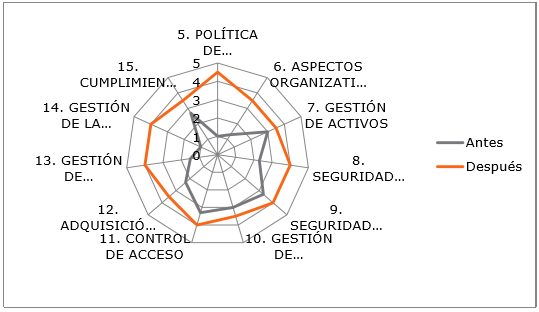 5. POLÍTICA
DE...
6. ASPECTOS
ORGANIZATI...
7. GESTIÓN
DE ACTIVOS
8.
SEGURIDAD...
9.
SEGURIDAD...
10. GESTIÓN
DE...
11. CONTROL
DE ACCESO
12.
ADQUISICIÓ...
13. GESTIÓN
DE...
14. GESTIÓN
DE LA...
15.
CUMPLIMIEN...
5
4
3
2
1
0
Antes
Después